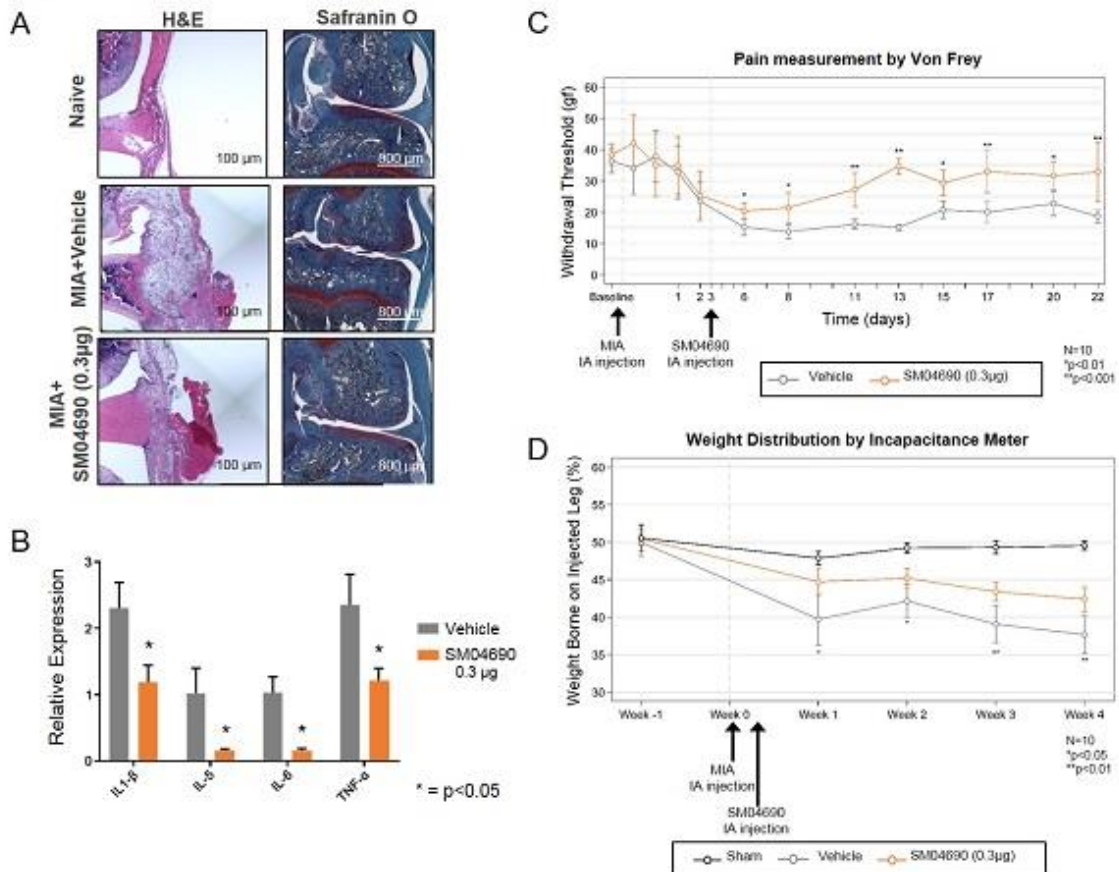 A
H&E
Safranin O
Naive
100 µm
800 µm
MIA+Vehicle
100 µm
800 µm
MIA+
SM04690 (0.3µg)
100 µm
800 µm
B
Relative Expression
3
2
1
0
IL1-β
IL-5
IL-6
TNF-α
*
*
*
*
Vehicle
SM04690
0.3 µg
* = p<0.05
C
Pain measurement by Von Frey
Withdrawal Threshold (gf)
60
50
40
30
20
10
0
* * ** ** * ** * **
Baseline 1 2 3 6 8 11 13 15 17 20 22
Time (days)
MIA
IA injection
SM04690
IA injection
N=10
*p<0.01
**p<0.001
Vehicle SM04690 (0.3µg)
D
Weight Distribution by Incapacitance Meter
Weight Borne on Injected Leg (%)
60
55
50
45
40
35
30
* * ** **
Week -1 Week 0 Week 1 Week 2 Week 3 Week 4
MIA
IA injection
SM04690
IA injection
N=10
*p<0.05
**p<0.01
Sham Vehicle SM04690 (0.3µg)